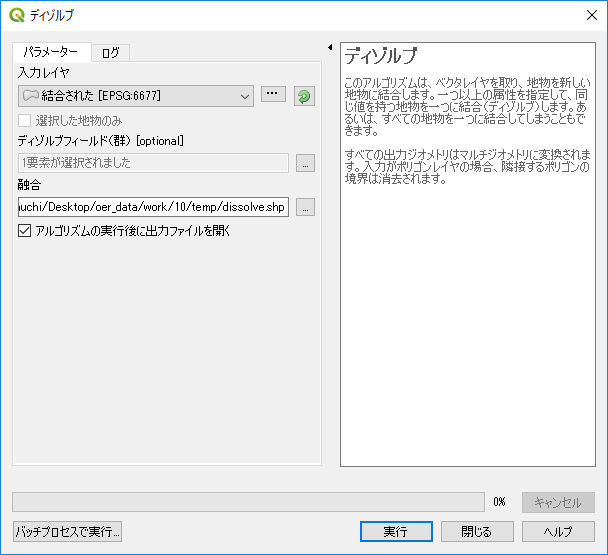 ディゾルブ
パラメーター
ログ
入力レイヤ
結合された [EPSG:6677]
...
選択した地物のみ
ディゾルブフィールド(群) [optional]
1要素が選択されました
...
融合
uchi/Desktop/oer_data/work/10/temp/dissolve.shp
...
アルゴリズムの実行後に出力ファイルを開く
ディゾルブ
このアルゴリズムは、ベクタレイヤを取り、地物を新しい
地物に結合します。一つ以上の属性を指定して、同
じ値を持つ地物を一つに結合(ディゾルブ)します。あ
るいは、すべての地物を一つに結合してしまうこともで
きます。
すべての出力ジオメトリはマルチジオメトリに変換されま
す。入力がポリゴンレイヤの場合、隣接するポリゴンの
境界は消去されます。
0%
キャンセル
バッチプロセスで実行...
実行
閉じる
ヘルプ